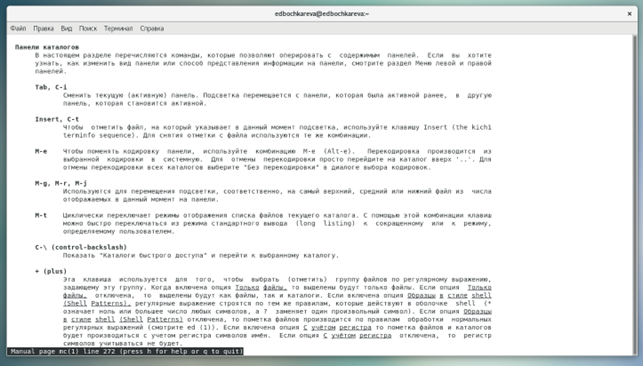 edbochkareva@edbochkareva:~
Файл Правка Вид Поиск Терминал Справка
Панели каталогов
В настоящем разделе перечисляются команды, которые позволяют оперировать с содержимым панелей. Если вы хотите
узнать, как изменить вид панели или способ представления информации на панели, смотрите раздел Меню левой и правой
панелей.
Tab, C-i
Сменить текущую (активную) панель. Подсветка перемещается с панели, которая была активной ранее, в другую
панель, которая становится активной.
Insert, C-t
Чтобы отметить файл, на который указывает в данный момент подсветка, используйте клавишу Insert (the kich1
terminfo sequence). Для снятия отметки с файла используются те же комбинации.
M-e Чтобы поменять кодировку панели, используйте комбинацию M-e (Alt-e). Перекодировка производится из
выбранной кодировки в системную. Для отмены перекодировки просто перейдите на каталог вверх '..'. Для
отмены перекодировки всех каталогов выберите "Без перекодировки" в диалоге выбора кодировок.
M-g, M-r, M-j
Используются для перемещения подсветки, соответственно, на самый верхний, средний или нижний файл из числа
отображаемых в данный момент на панели.
M-t Циклически переключает режимы отображения списка файлов текущего каталога. С помощью этой комбинации клавиш
можно быстро переключаться из режима стандартного вывода (long listing) к сокращенному или к режиму,
определяемому пользователем.
C-\ (control-backslash)
Показать "Каталоги быстрого доступа" и перейти к выбранному каталогу.
+ (plus)
Эта клавиша используется для того, чтобы выбрать (отметить) группу файлов по регулярному выражению,
задающему эту группу. Когда включена опция Только файлы, то выделены будут только файлы. Если опция Только
файлы, отключена, то выделены будут как файлы, так и каталоги. Если включена опция Образцы в стиле shell
(Shell Patterns), регулярные выражение строятся по тем же правилам, которые действуют в оболочке shell (*
означает ноль или большее число любых символов, а ? заменяет один произвольный символ). Если опция Образцы
в стиле shell (Shell Patterns) отключена, то пометка файлов производится по правилам обработки нормальных
регулярных выражений (смотрите ed (1)). Если включена опция С учётом регистра то пометка файлов и каталогов
будет производиться с учетом регистра символов имён. Если опция С учётом регистра отключена, то регистр
символов учитываться не будет.
Manual page mc(1) line 272 (press h for help or q to quit)